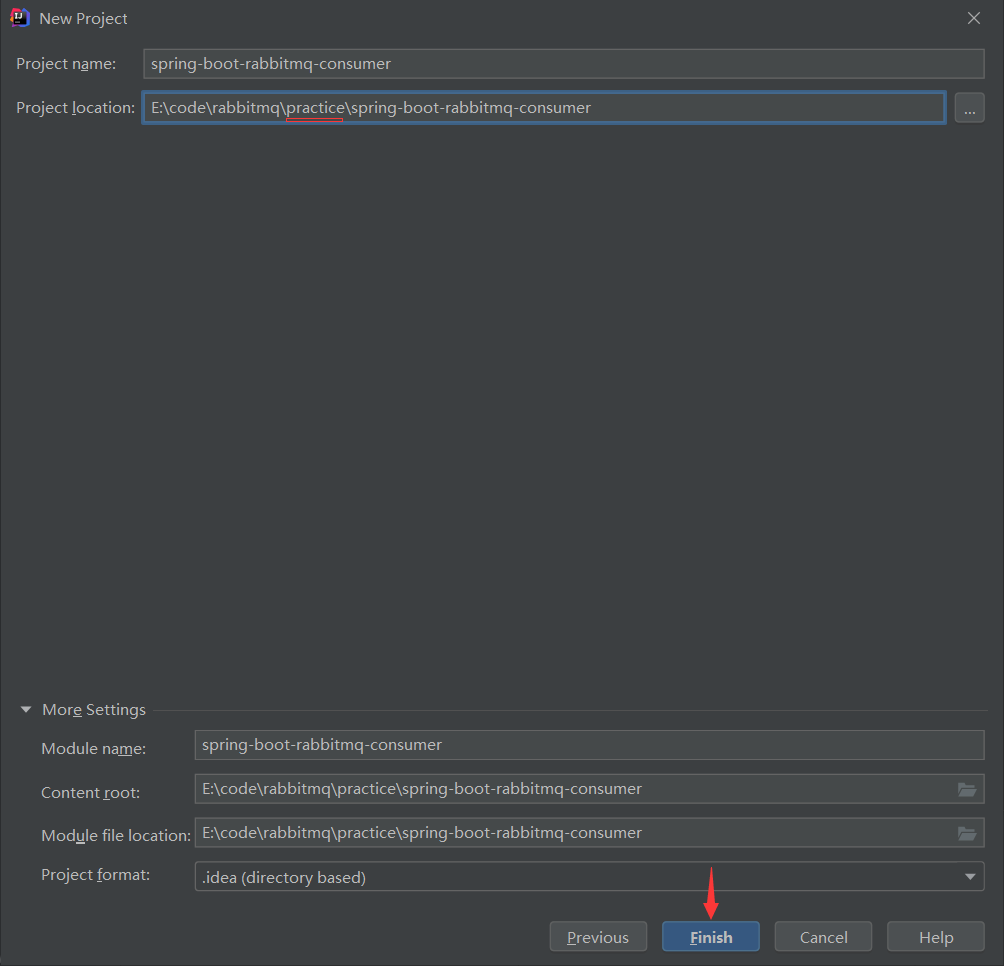 New Project
Project name: spring-boot-rabbitmq-consumer
Project location: E:\code\rabbitmq\practice\spring-boot-rabbitmq-consumer ...
More Settings
Module name: spring-boot-rabbitmq-consumer
Content root: E:\code\rabbitmq\practice\spring-boot-rabbitmq-consumer
Module file location: E:\code\rabbitmq\practice\spring-boot-rabbitmq-consumer
Project format: .idea (directory based)
Previous Finish Cancel Help